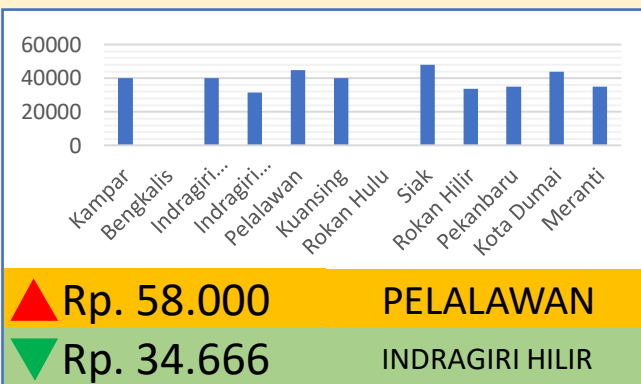 60000
40000
20000
0
Kampar
Bengkalis
Indragiri...
Indragiri...
Pelalawan
Kuansing
Rokan Hulu
Siak
Rokan Hilir
Pekanbaru
Kota Dumai
Meranti
Rp. 58.000 PELALAWAN
Rp. 34.666 INDRAGIRI HILIR